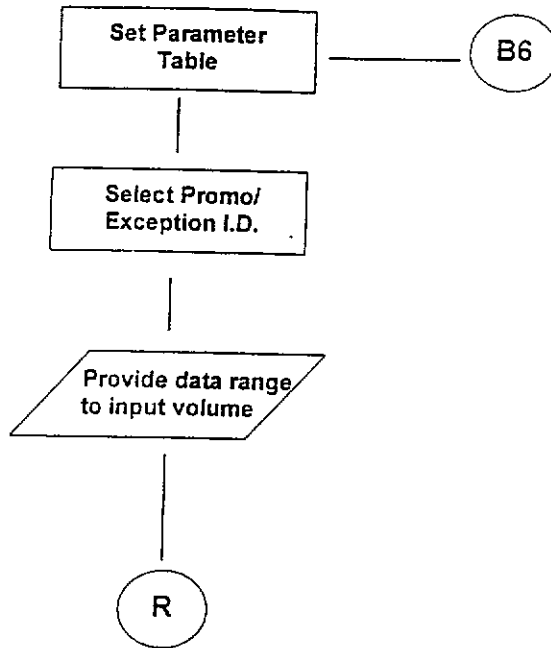 Set Parameter
Table
B6
Select Promo/
Exception I.D.
Provide data range
to input volume
R